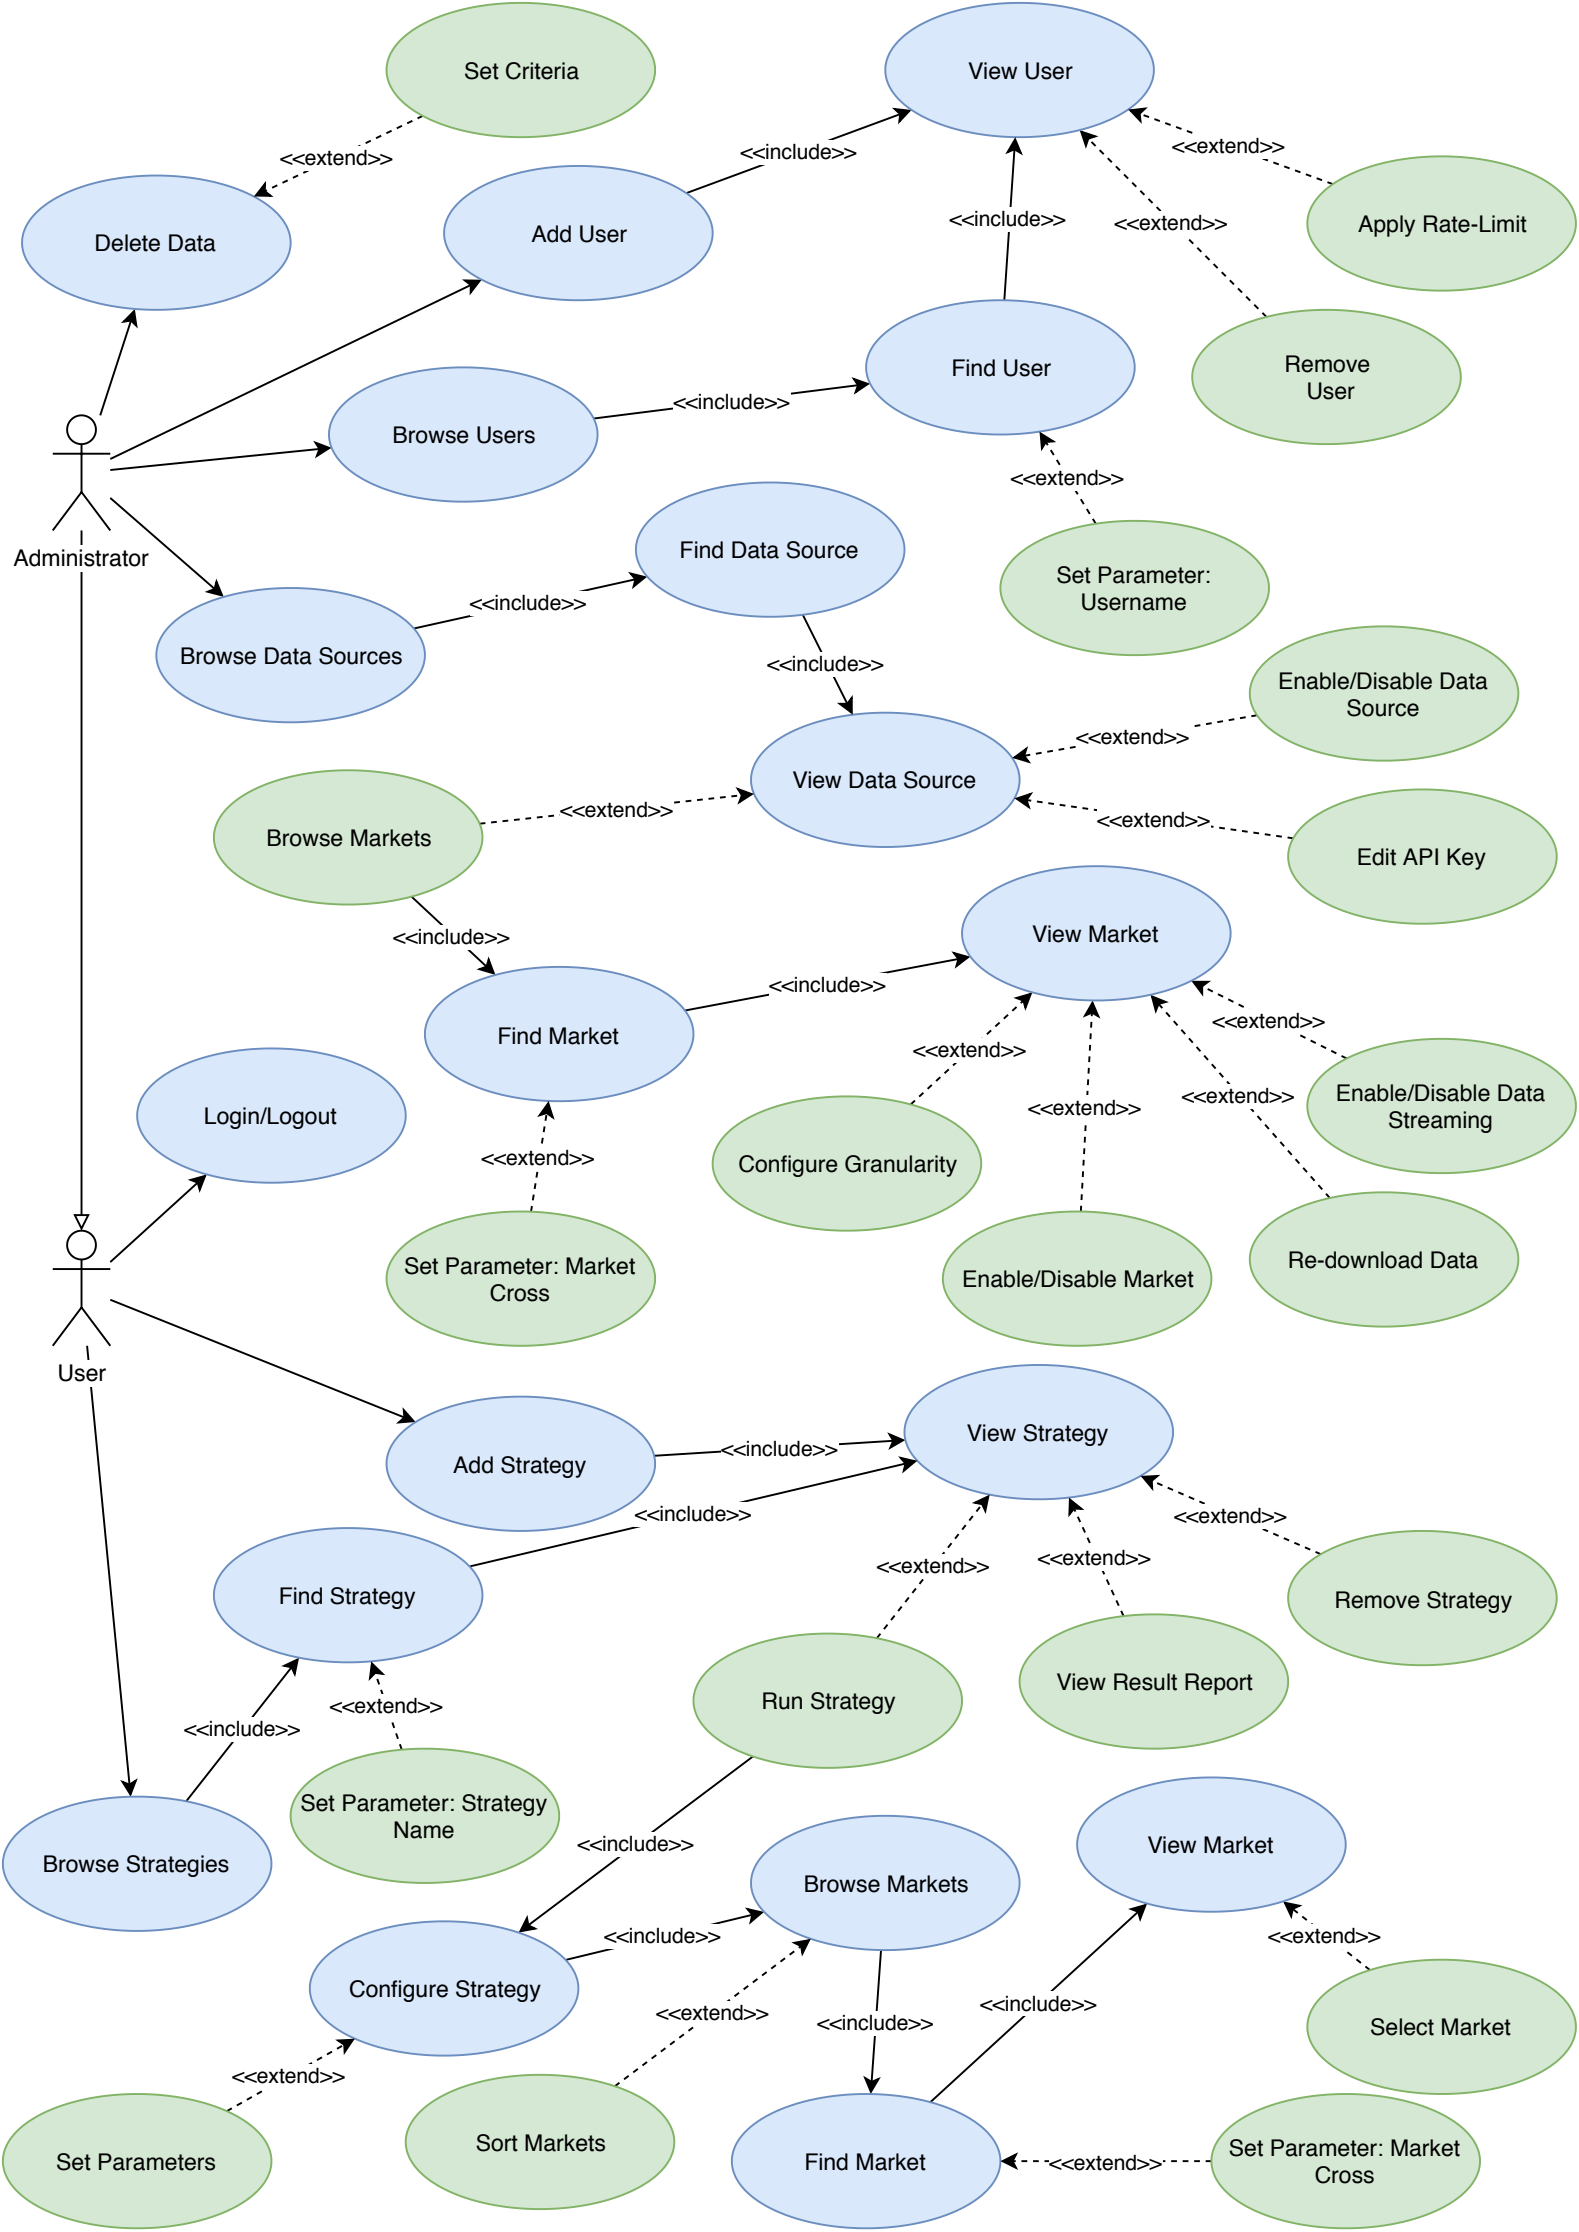 Set Criteria
View User
<<include>>
<<extend>>
<<extend>>
<<include>>
<<extend>>
Apply Rate-Limit
Add User
Delete Data
Find User
Remove
User
<<include>>
Browse Users
<<extend>>
Administrator
Find Data Source
Set Parameter:
Username
<<include>>
Browse Data Sources
<<include>>
Enable/Disable Data
Source
<<extend>>
View Data Source
<<extend>>
<<extend>>
Browse Markets
Edit API Key
<<include>>
View Market
<<include>>
<<extend>>
Find Market
<<extend>>
<<extend>>
<<extend>>
Enable/Disable Data
Streaming
Login/Logout
<<extend>>
Configure Granularity
Set Parameter: Market
Cross
Enable/Disable Market
Re-download Data
User
View Strategy
<<include>>
Add Strategy
<<include>>
<<extend>>
<<extend>>
<<extend>>
Find Strategy
Remove Strategy
View Result Report
Run Strategy
<<extend>>
<<include>>
Set Parameter: Strategy
Name
<<include>>
View Market
Browse Strategies
Browse Markets
<<include>>
<<extend>>
Configure Strategy
<<include>>
<<extend>>
<<include>>
Select Market
<<extend>>
Set Parameters
Sort Markets
Find Market
<<extend>>
Set Parameter: Market
Cross